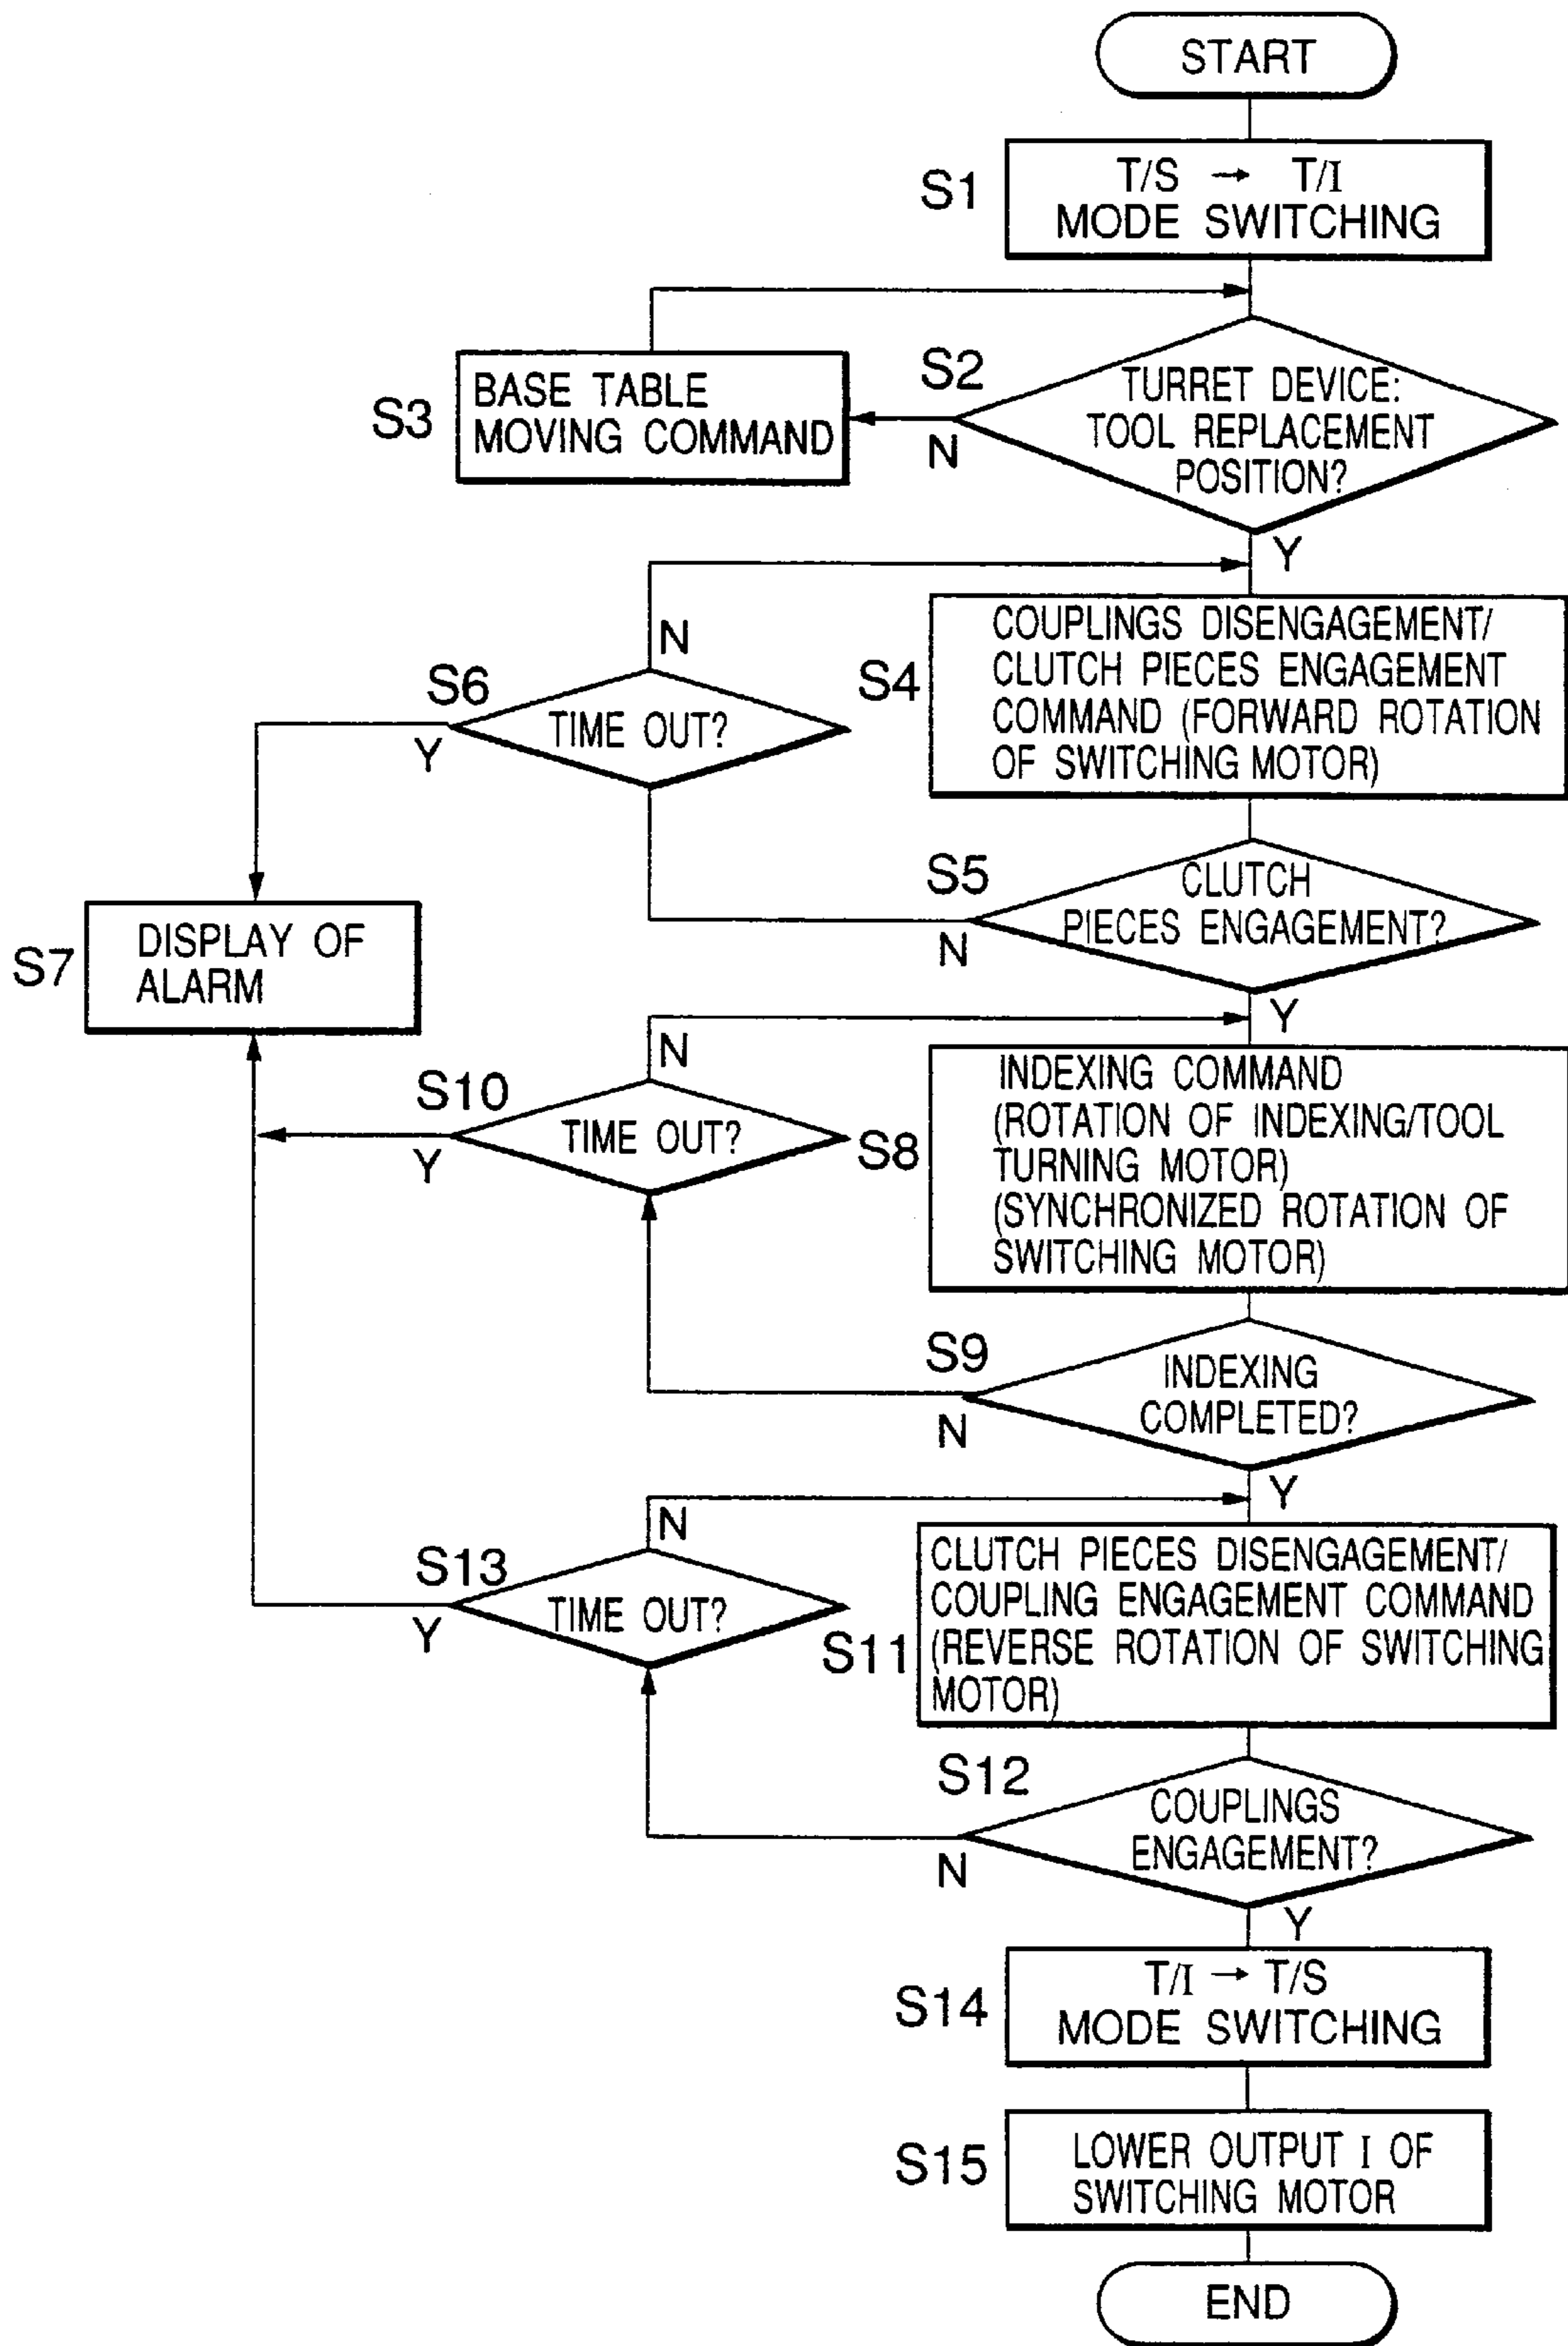 START
S1
T/S → T/I
MODE SWITCHING
S2
TURRET DEVICE:
TOOL REPLACEMENT
POSITION?
N
Y
S3
BASE TABLE
MOVING COMMAND
S4
COUPLINGS DISENGAGEMENT/
CLUTCH PIECES ENGAGEMENT
COMMAND (FORWARD ROTATION
OF SWITCHING MOTOR)
S5
CLUTCH
PIECES ENGAGEMENT?
N
Y
S6
TIME OUT?
N
Y
S7
DISPLAY OF
ALARM
S8
INDEXING COMMAND
(ROTATION OF INDEXING/TOOL
TURNING MOTOR)
(SYNCHRONIZED ROTATION OF
SWITCHING MOTOR)
S9
INDEXING
COMPLETED?
N
Y
S10
TIME OUT?
N
Y
S11
CLUTCH PIECES DISENGAGEMENT/
COUPLING ENGAGEMENT COMMAND
(REVERSE ROTATION OF SWITCHING
MOTOR)
S12
COUPLINGS
ENGAGEMENT?
N
Y
S13
TIME OUT?
N
Y
S14
T/I → T/S
MODE SWITCHING
S15
LOWER OUTPUT I OF
SWITCHING MOTOR
END